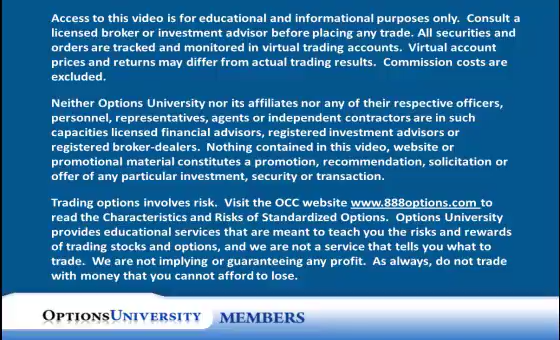 Access to this video is for educational and informational purposes only.  Consult a
licensed broker or investment advisor before placing any trade. All securities and
orders are tracked and monitored in virtual trading accounts.  Virtual account
prices and returns may differ from actual trading results.  Commission costs are
excluded.
Neither Options University nor its affiliates nor any of their respective officers,
personnel, representatives, agents or independent contractors are in such
capacities licensed financial advisors, registered investment advisors or
registered broker-dealers.  Nothing contained in this video, website or
promotional material constitutes a promotion, recommendation, solicitation or
offer of any particular investment, security or transaction.
Trading options involves risk.  Visit the OCC website www.888options.com to
read the Characteristics and Risks of Standardized Options.  Options University
provides educational services that are meant to teach you the risks and rewards
of trading stocks and options, and we are not a service that tells you what to
trade.  We are not implying or guaranteeing any profit.  As always, do not trade
with money that you cannot afford to lose.
OPTIONSUNIVERSITY MEMBERS